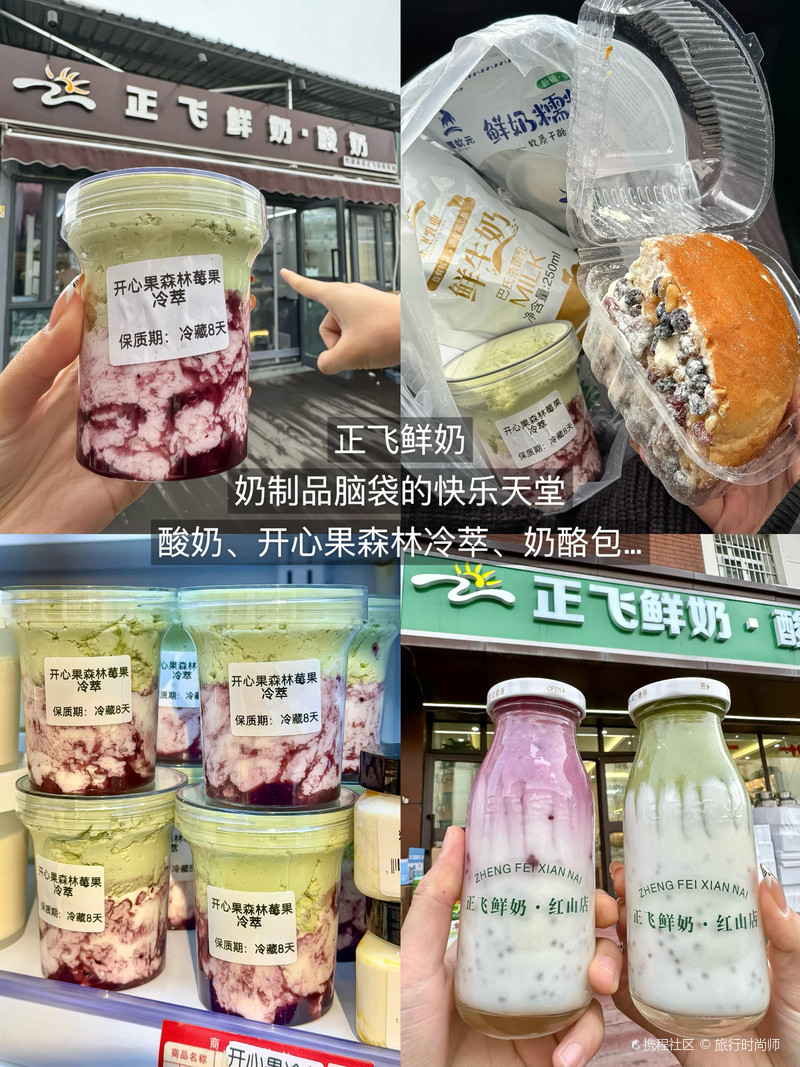 正飞鲜奶·酸奶
开心果森林莓果
冷萃
保质期：冷藏8天
鲜奶糯
鲜牛奶
MILK
净含量:250ml
开心果森林莓果
冷萃
保质期：冷藏8天
正飞鲜奶
奶制品脑袋的快乐天堂
酸奶、开心果森林冷萃、奶酪包...
开心果森林莓果
冷萃
保质期：冷藏8天
开心果森林莓果
冷萃
保质期：冷藏8天
开心果森林莓果
冷萃
保质期：冷藏8天
开心果森林莓果
冷萃
保质期：冷藏8天
商
商品名称
开心果
正飞鲜奶·酸
OPEN
ZHENG FEI XIAN NAI
正飞鲜奶·红山店
ZHENG FEI XIAN NAI
正飞鲜奶·红山店
携程社区 © 旅行时尚师